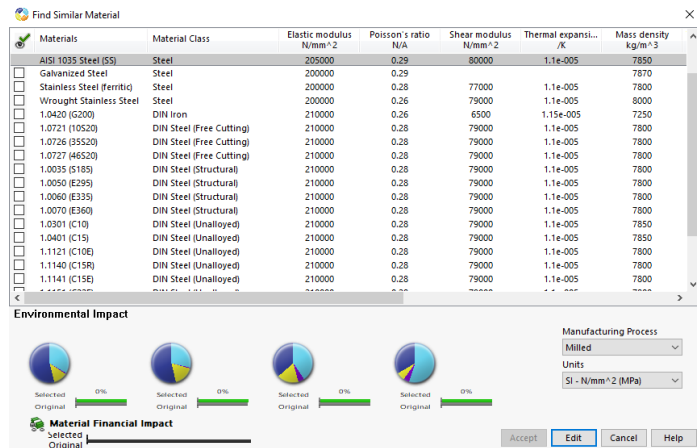 Find Similar Material
Materials Material Class Elastic modulus N/mm^2 Poisson's ratio N/A Shear modulus N/mm^2 Thermal expansi... /K Mass density kg/m^3
AISI 1035 Steel (SS) Steel 205000 0.29 80000 1.1e-005 7850
Galvanized Steel Steel 200000 0.29 7870
Stainless Steel (ferritic) Steel 200000 0.28 77000 1.1e-005 7800
Wrought Stainless Steel Steel 200000 0.26 79000 1.1e-005 8000
1.0420 (G200) DIN Iron 210000 0.26 6500 1.15e-005 7250
1.0721 (10S20) DIN Steel (Free Cutting) 210000 0.28 79000 1.1e-005 7800
1.0726 (35S20) DIN Steel (Free Cutting) 210000 0.28 79000 1.1e-005 7800
1.0727 (46S20) DIN Steel (Free Cutting) 210000 0.28 79000 1.1e-005 7800
1.0035 (S185) DIN Steel (Structural) 210000 0.28 79000 1.1e-005 7800
1.0050 (E295) DIN Steel (Structural) 210000 0.28 79000 1.1e-005 7800
1.0060 (E335) DIN Steel (Structural) 210000 0.28 79000 1.1e-005 7800
1.0070 (E360) DIN Steel (Structural) 210000 0.28 79000 1.1e-005 7800
1.0301 (C10) DIN Steel (Unalloyed) 210000 0.28 79000 1.1e-005 7850
1.0401 (C15) DIN Steel (Unalloyed) 210000 0.28 79000 1.1e-005 7850
1.1121 (C10E) DIN Steel (Unalloyed) 210000 0.28 79000 1.1e-005 7800
1.1140 (C15R) DIN Steel (Unalloyed) 210000 0.28 79000 1.1e-005 7800
1.1141 (C15E) DIN Steel (Unalloyed) 210000 0.28 79000 1.1e-005 7800
Environmental Impact
Manufacturing Process
Milled
Units
SI - N/mm^2 (MPa)
Selected 0% Selected 0% Selected 0% Selected 0%
Original Original Original Original
Material Financial Impact
Selected
Original
Accept Edit Cancel Help